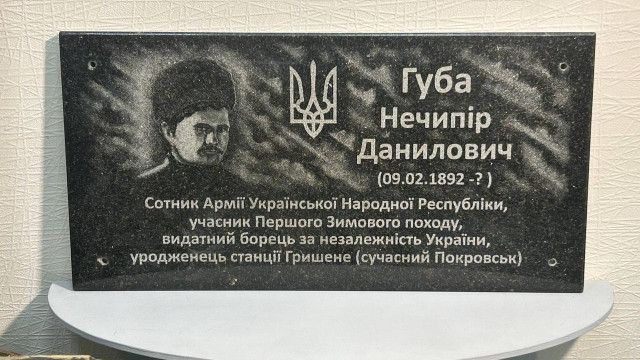 Губа
Нечипір
Данилович
(09.02.1892 -? )
Сотник Армії Української Народної Республіки,
учасник Першого Зимового походу,
видатний борець за незалежність України,
уродженець станції Гришене (сучасний Покровськ)